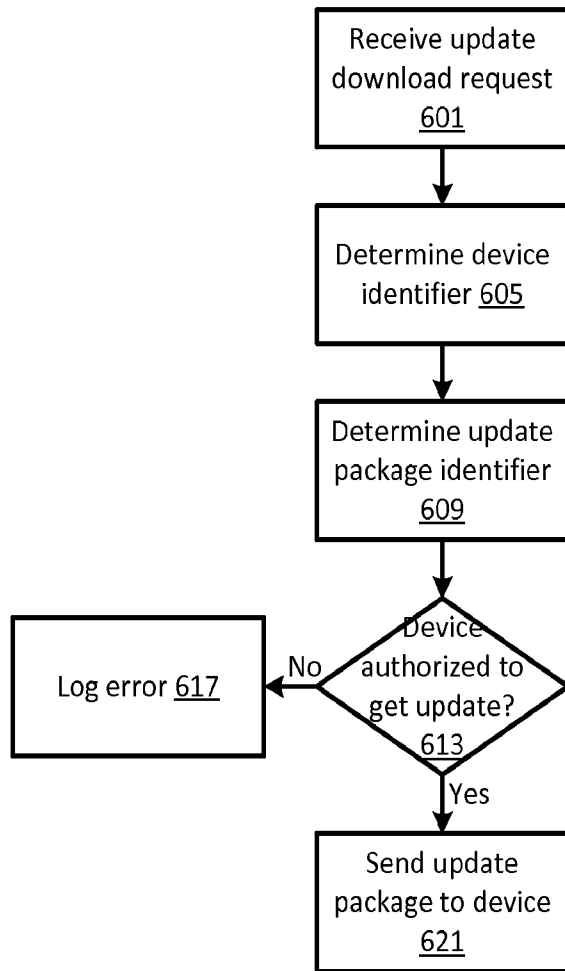 Receive update
download request
601
Determine device
identifier 605
Determine update
package identifier
609
Device
authorized to
get update?
613
No
Log error 617
Yes
Send update
package to device
621